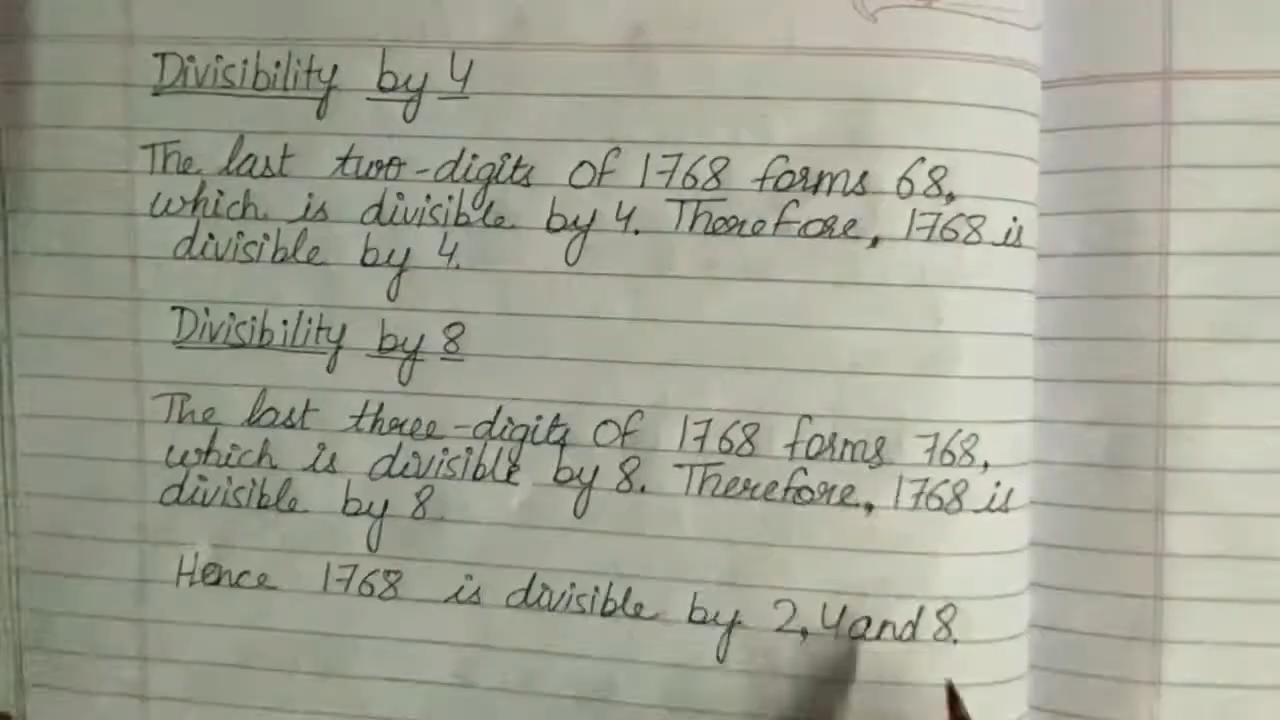 Divisibility by 4
The last two-digits of 1768 forms 68,
which is divisible by 4. Therefore, 1768 is
divisible by 4.
Divisibility by 8
The last three-digits of 1768 forms 768,
which is divisible by 8. Therefore, 1768 is
divisible by 8.
Hence 1768 is divisible by 2, 4 and 8.